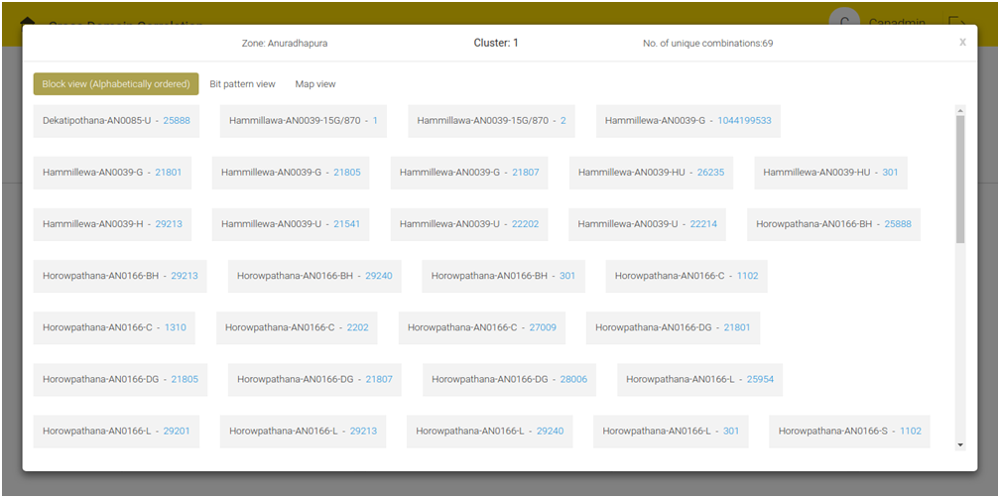 Cross Domain Correlation C Canadmin
Zone: Anuradhapura Cluster: 1 No. of unique combinations:69 X
Block view (Alphabetically ordered) Bit pattern view Map view
Dekatipothana-AN0085-U - 25888 Hammillawa-AN0039-15G/870 - 1 Hammillawa-AN0039-15G/870 - 2 Hammillewa-AN0039-G - 1044199533
Hammillewa-AN0039-G - 21801 Hammillewa-AN0039-G - 21805 Hammillewa-AN0039-G - 21807 Hammillewa-AN0039-HU - 26235 Hammillewa-AN0039-HU - 301
Hammillewa-AN0039-H - 29213 Hammillewa-AN0039-U - 21541 Hammillewa-AN0039-U - 22202 Hammillewa-AN0039-U - 22214 Horowpathana-AN0166-BH - 25888
Horowpathana-AN0166-BH - 29213 Horowpathana-AN0166-BH - 29240 Horowpathana-AN0166-BH - 301 Horowpathana-AN0166-C - 1102
Horowpathana-AN0166-C - 1310 Horowpathana-AN0166-C - 2202 Horowpathana-AN0166-C - 27009 Horowpathana-AN0166-DG - 21801
Horowpathana-AN0166-DG - 21805 Horowpathana-AN0166-DG - 21807 Horowpathana-AN0166-DG - 28006 Horowpathana-AN0166-L - 25954
Horowpathana-AN0166-L - 29201 Horowpathana-AN0166-L - 29213 Horowpathana-AN0166-L - 29240 Horowpathana-AN0166-L - 301 Horowpathana-AN0166-S - 1102